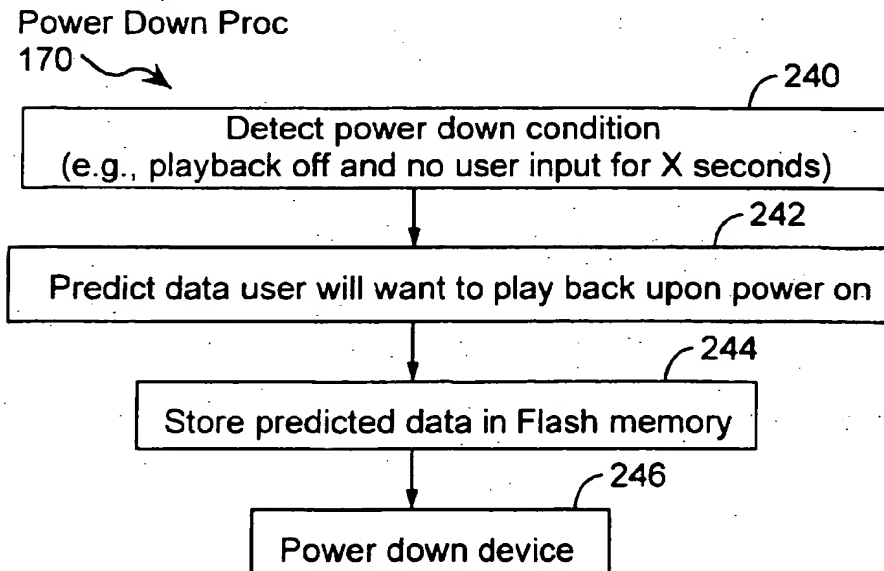 Power Down Proc
170
240
Detect power down condition
(e.g., playback off and no user input for X seconds)
242
Predict data user will want to play back upon power on
244
Store predicted data in Flash memory
246
Power down device